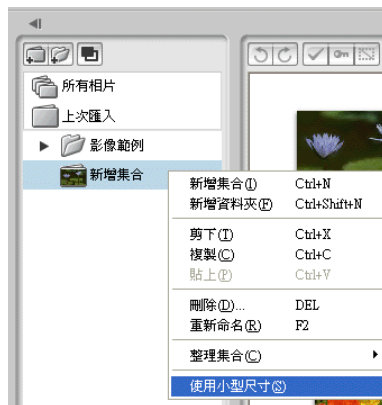 所有相片
上次匯入
影像範例
新增集合
新增集合(I) Ctrl+N
新增資料夾(F) Ctrl+Shift+N
剪下(T) Ctrl+X
複製(C) Ctrl+C
貼上(P) Ctrl+V
刪除(D)... DEL
重新命名(R) F2
整理集合(C)
使用小型尺寸(S)